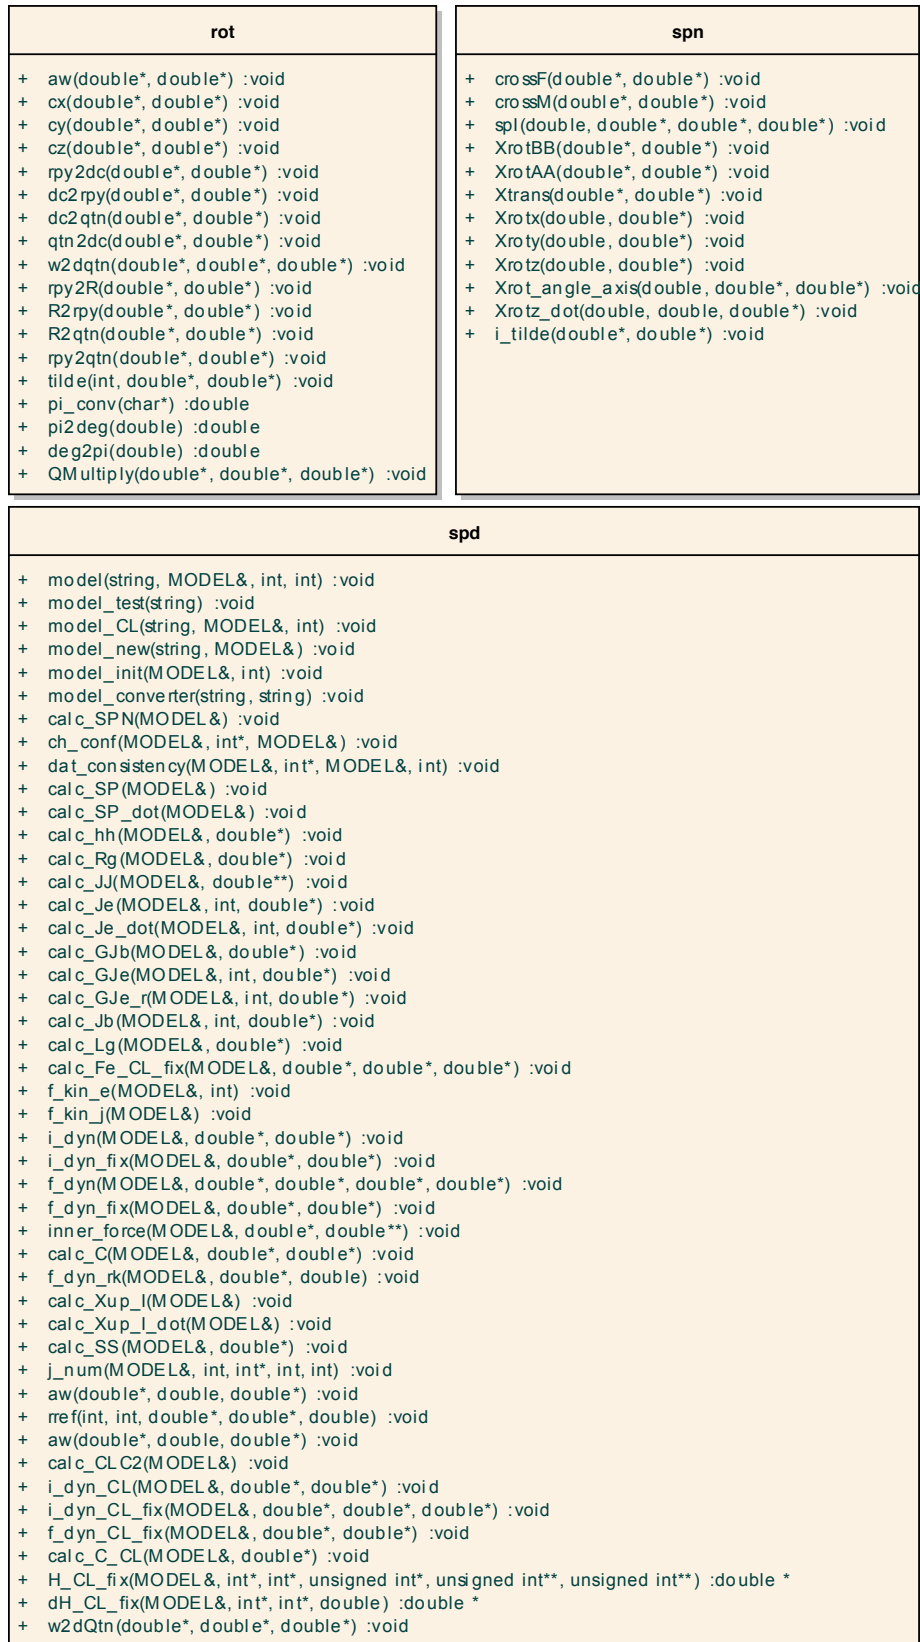 rot
+ aw(double*, double*) :void
+ cx(double*, double*) :void
+ cy(double*, double*) :void
+ cz(double*, double*) :void
+ rpy2dc(double*, double*) :void
+ dc2rpy(double*, double*) :void
+ dc2qtn(double*, double*) :void
+ qtn2dc(double*, double*) :void
+ w2dqtn(double*, double*, double*) :void
+ rpy2R(double*, double*) :void
+ R2rpy(double*, double*) :void
+ R2qtn(double*, double*) :void
+ rpy2qtn(double*, double*) :void
+ tilde(int, double*, double*) :void
+ pi_conv(char*) :double
+ pi2deg(double) :double
+ deg2pi(double) :double
+ QMultiply(double*, double*, double*) :void
spn
+ crossF(double*, double*) :void
+ crossM(double*, double*) :void
+ spI(double, double*, double*, double*) :void
+ XrotBB(double*, double*) :void
+ XrotAA(double*, double*) :void
+ Xtrans(double*, double*) :void
+ Xrotx(double, double*) :void
+ Xroty(double, double*) :void
+ Xrotz(double, double*) :void
+ Xrot_angle_axis(double, double*, double*) :void
+ Xrotz_dot(double, double, double*) :void
+ i_tilde(double*, double*) :void
spd
+ model(string, MODEL&, int, int) :void
+ model_test(string) :void
+ model_CL(string, MODEL&, int) :void
+ model_new(string, MODEL&) :void
+ model_init(MODEL&, int) :void
+ model_converter(string, string) :void
+ calc_SPN(MODEL&) :void
+ ch_conf(MODEL&, int*, MODEL&) :void
+ dat_consistency(MODEL&, int*, MODEL&, int) :void
+ calc_SP(MODEL&) :void
+ calc_SP_dot(MODEL&) :void
+ calc_hh(MODEL&, double*) :void
+ calc_Rg(MODEL&, double*) :void
+ calc_JJ(MODEL&, double**) :void
+ calc_Je(MODEL&, int, double*) :void
+ calc_Je_dot(MODEL&, int, double*) :void
+ calc_GJb(MODEL&, double*) :void
+ calc_GJe(MODEL&, int, double*) :void
+ calc_GJe_r(MODEL&, int, double*) :void
+ calc_Jb(MODEL&, int, double*) :void
+ calc_Lg(MODEL&, double*) :void
+ calc_Fe_CL_fix(MODEL&, double*, double*, double*) :void
+ f_kin_e(MODEL&, int) :void
+ f_kin_j(MODEL&) :void
+ i_dyn(MODEL&, double*, double*) :void
+ i_dyn_fix(MODEL&, double*, double*) :void
+ f_dyn(MODEL&, double*, double*, double*, double*) :void
+ f_dyn_fix(MODEL&, double*, double*) :void
+ inner_force(MODEL&, double*, double**) :void
+ calc_C(MODEL&, double*, double*) :void
+ f_dyn_rk(MODEL&, double*, double) :void
+ calc_Xup_I(MODEL&) :void
+ calc_Xup_I_dot(MODEL&) :void
+ calc_SS(MODEL&, double*) :void
+ j_num(MODEL&, int, int*, int, int) :void
+ aw(double*, double, double*) :void
+ rref(int, int, double*, double*, double) :void
+ aw(double*, double, double*) :void
+ calc_CLC2(MODEL&) :void
+ i_dyn_CL(MODEL&, double*, double*) :void
+ i_dyn_CL_fix(MODEL&, double*, double*, double*) :void
+ f_dyn_CL_fix(MODEL&, double*, double*) :void
+ calc_C_CL(MODEL&, double*) :void
+ H_CL_fix(MODEL&, int*, int*, unsigned int*, unsigned int**, unsigned int**) :double *
+ dH_CL_fix(MODEL&, int*, int*, double) :double *
+ w2dQtn(double*, double*, double*) :void